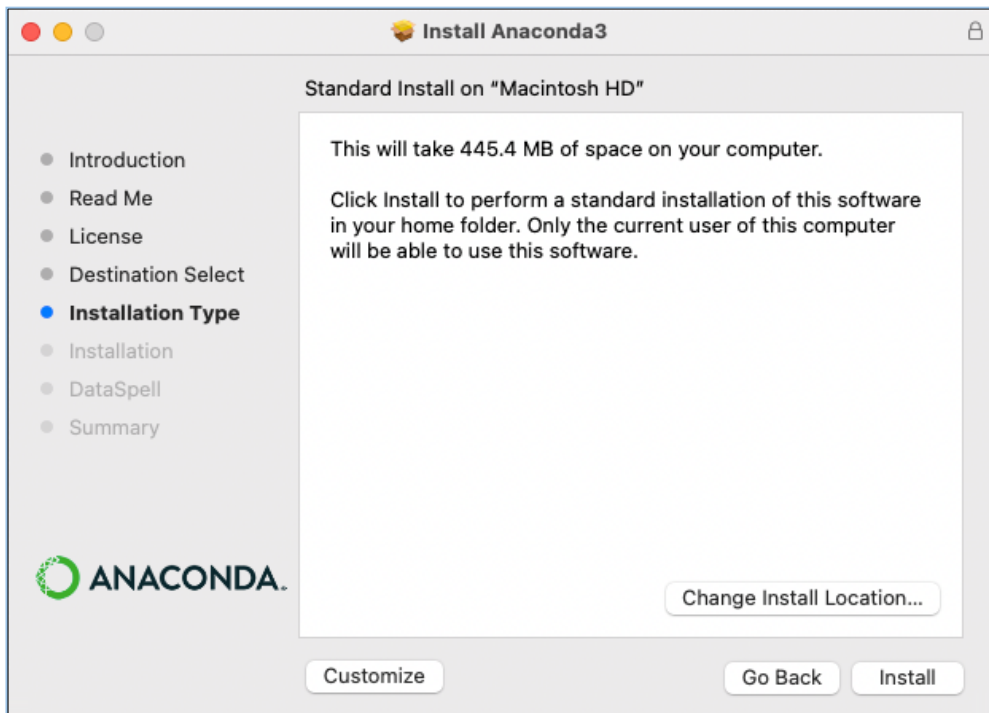 Install Anaconda3
Standard Install on “Macintosh HD”
Introduction
Read Me
License
Destination Select
Installation Type
Installation
DataSpell
Summary
This will take 445.4 MB of space on your computer.
Click Install to perform a standard installation of this software
in your home folder. Only the current user of this computer
will be able to use this software.
ANACONDA.
Change Install Location...
Customize
Go Back
Install